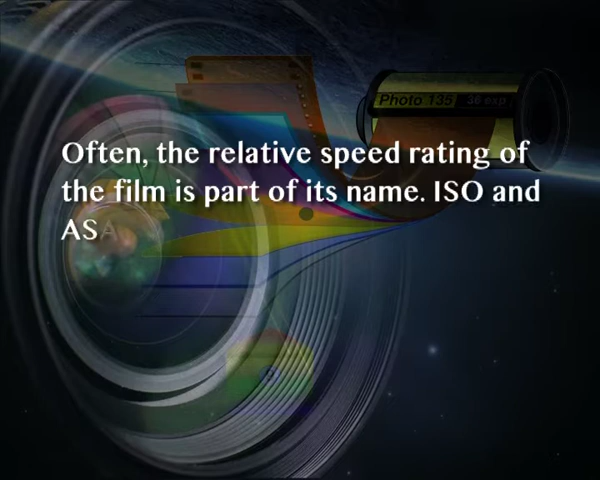 Photo 135 36 exp
Often, the relative speed rating of
the film is part of its name. ISO and
ASA